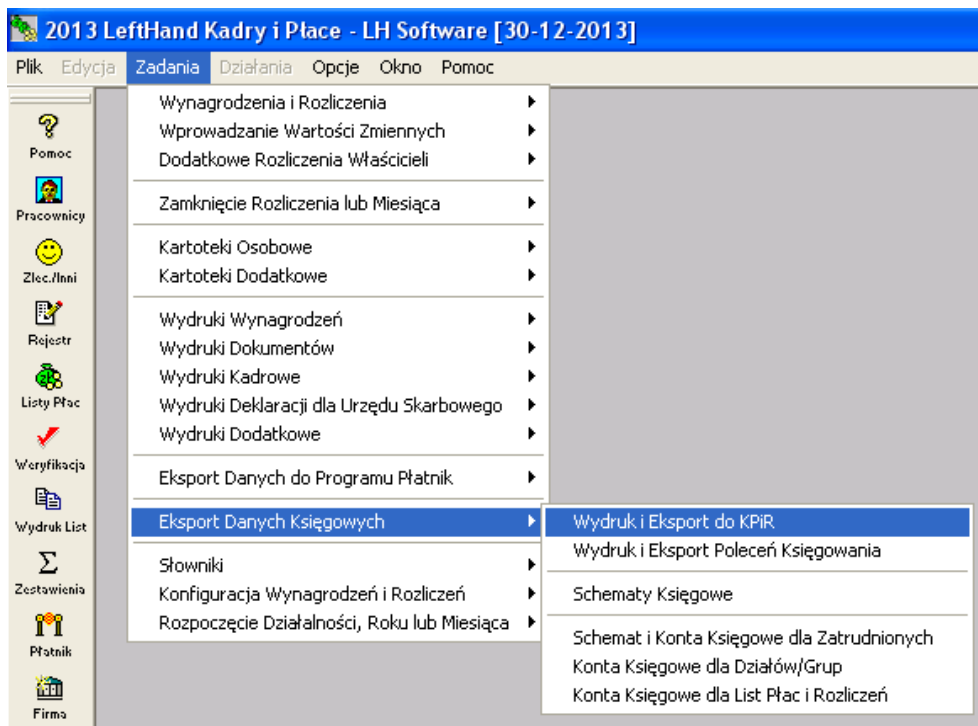 2013 LeftHand Kadry i Płace - LH Software [30-12-2013]
Plik Edycja Zadania Działania Opcje Okno Pomoc
Pomoc
Pracownicy
Zlec./Inni
Rejestr
Listy Płac
Weryfikacja
Wydruk List
Zestawienia
Płatnik
Firma
Wynagrodzenia i Rozliczenia
Wprowadzanie Wartości Zmiennych
Dodatkowe Rozliczenia Właścicieli
Zamknięcie Rozliczenia lub Miesiąca
Kartoteki Osobowe
Kartoteki Dodatkowe
Wydruki Wynagrodzeń
Wydruki Dokumentów
Wydruki Kadrowe
Wydruki Deklaracji dla Urzędu Skarbowego
Wydruki Dodatkowe
Eksport Danych do Programu Płatnik
Eksport Danych Księgowych
Słowniki
Konfiguracja Wynagrodzeń i Rozliczeń
Rozpoczęcie Działalności, Roku lub Miesiąca
Wydruk i Eksport do KPiR
Wydruk i Eksport Poleceń Księgowania
Schematy Księgowe
Schemat i Konta Księgowe dla Zatrudnionych
Konta Księgowe dla Działów/Grup
Konta Księgowe dla List Płac i Rozliczeń